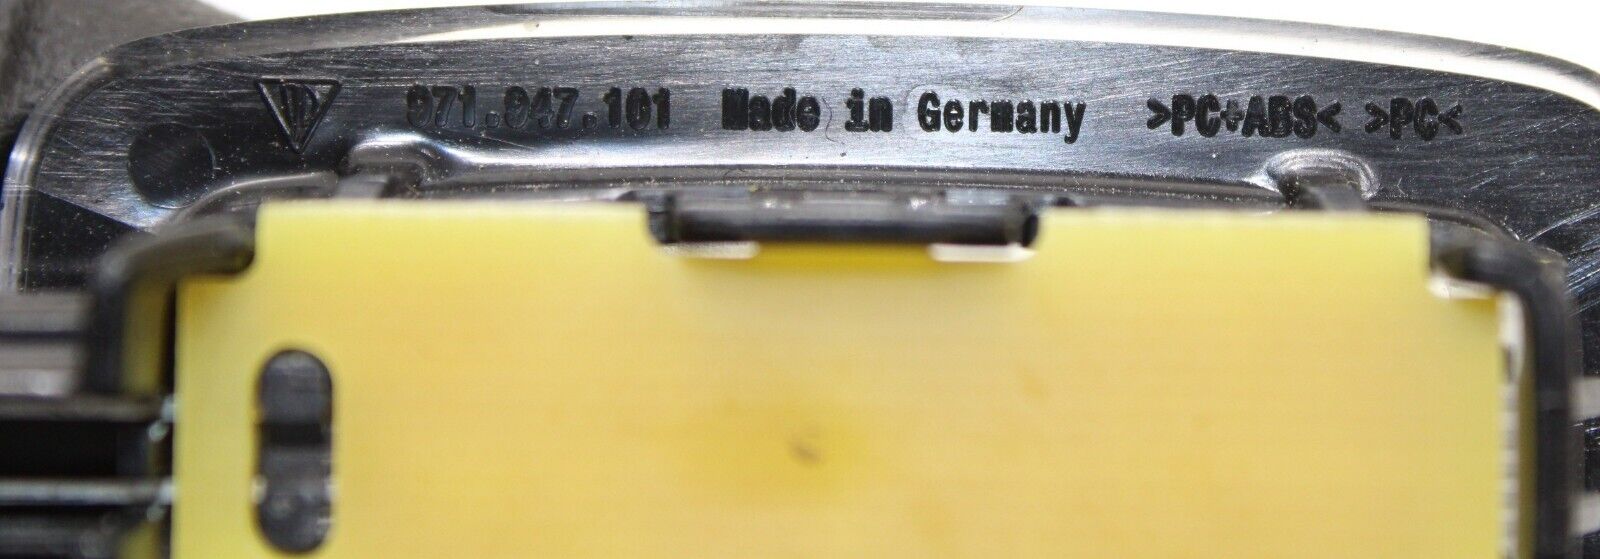 971.947.101 Made in Germany >PC+ABS< >PC<